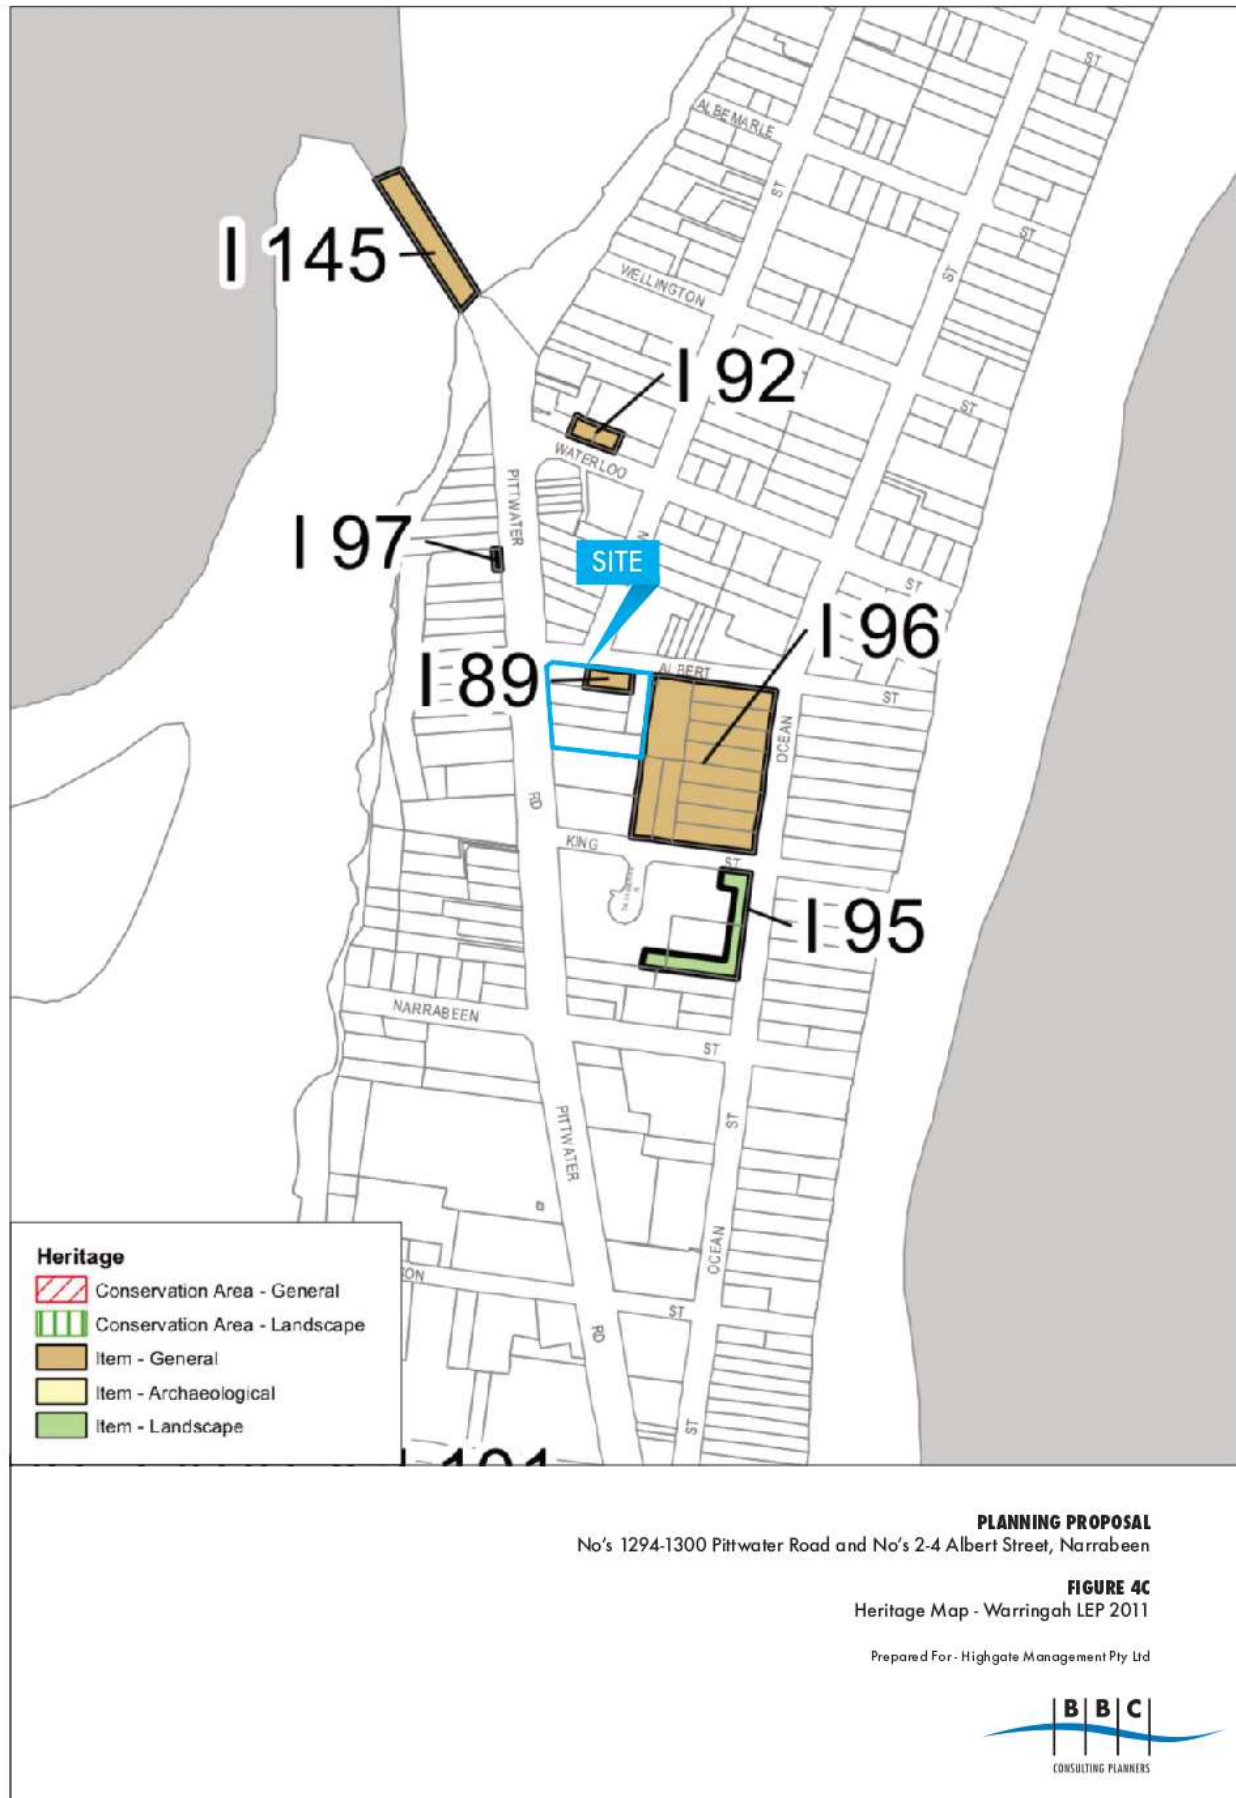 ST
ALBEMARLE
ST
ST
I 145
ST
WELLINGTON
I 92
ST
WATERLOO
PITTWATER
I 97
SITE
ST
I 96
I 89
ALBERT
ST
OCEAN
RD
KING
ST
I 95
NARRABEEN
ST
PITTWATER
ST
OCEAN
SON
ST
RD
ST
Heritage
Conservation Area - General
Conservation Area - Landscape
Item - General
Item - Archaeological
Item - Landscape
PLANNING PROPOSAL
No's 1294-1300 Pittwater Road and No's 2-4 Albert Street, Narrabeen
FIGURE 4C
Heritage Map - Warringah LEP 2011
Prepared For - Highgate Management Pty Ltd
BBC
CONSULTING PLANNERS